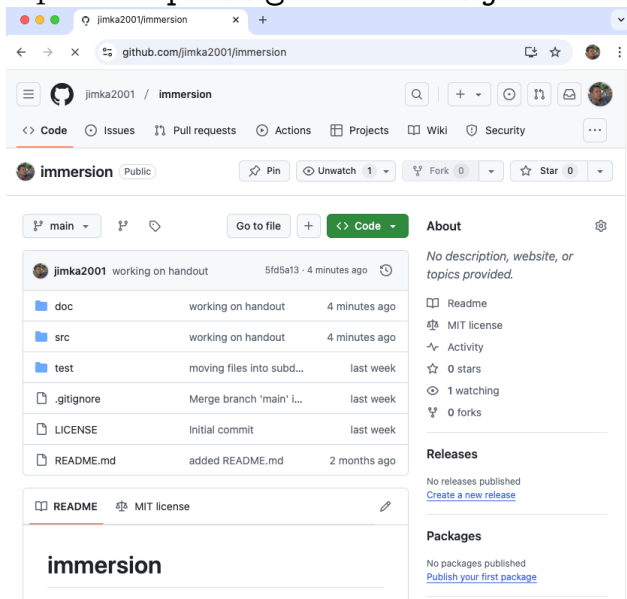 jimka2001/immersion
github.com/jimka2001/immersion
jimka2001 / immersion
Code Issues Pull requests Actions Projects Wiki Security
immersion Public Pin Unwatch 1 Fork 0 Star 0
main Go to file Code
jimka2001 working on handout 5fd5a13 · 4 minutes ago
doc working on handout 4 minutes ago
src working on handout 4 minutes ago
test moving files into subd... last week
.gitignore Merge branch 'main' i... last week
LICENSE Initial commit last week
README.md added README.md 2 months ago
README MIT license
immersion
About
No description, website, or
topics provided.
Readme
MIT license
Activity
0 stars
1 watching
0 forks
Releases
No releases published
Create a new release
Packages
No packages published
Publish your first package